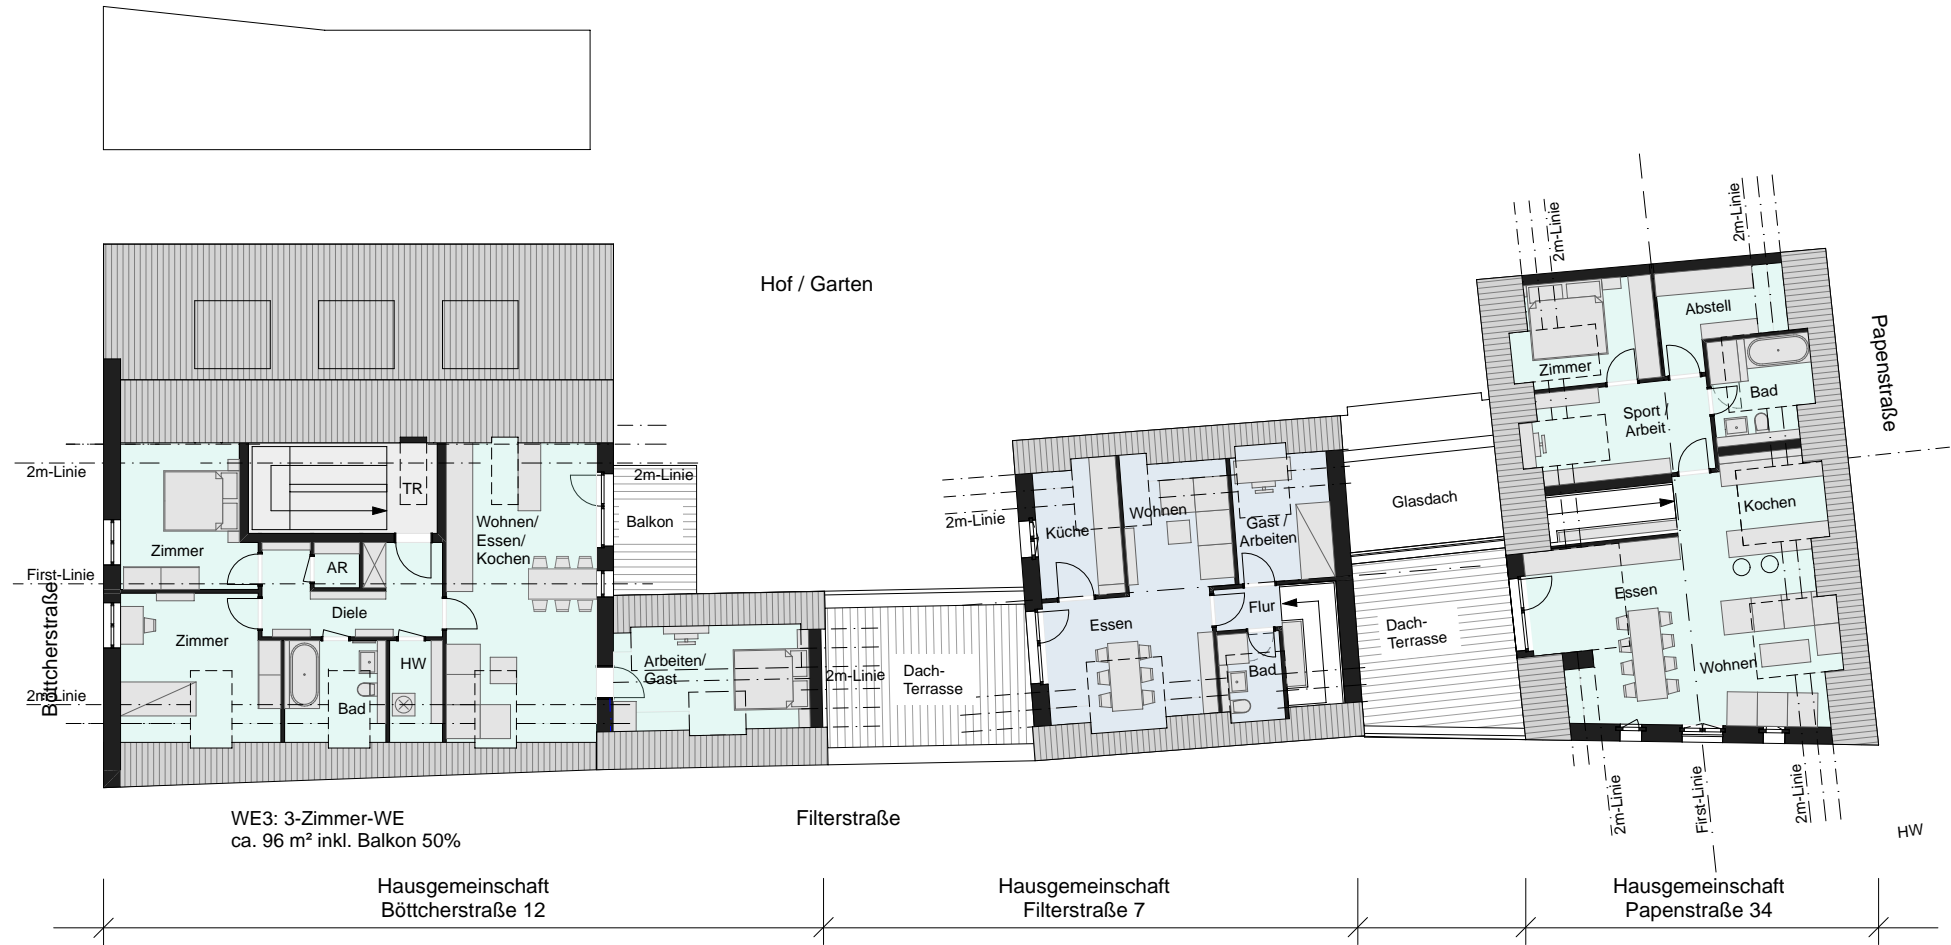 Hof / Garten
Papenstraße
Böttcherstraße
Filterstraße
2m-Linie
First-Linie
2m-Linie
2m-Linie
Zimmer
Zimmer
TR
AR
Diele
Bad
HW
Wohnen/
Essen/
Kochen
Balkon
Arbeiten/
Gast
2m-Linie
Dach-
Terrasse
2m-Linie
Küche
Wohnen
Gast /
Arbeiten
Essen
Flur
Bad
Glasdach
Dach-
Terrasse
2m-Linie
2m-Linie
Zimmer
Abstell
Bad
Sport /
Arbeit
Kochen
Essen
Wohnen
2m-Linie
First-Linie
2m-Linie
HW
WE3: 3-Zimmer-WE
ca. 96 m² inkl. Balkon 50%
Hausgemeinschaft
Böttcherstraße 12
Hausgemeinschaft
Filterstraße 7
Hausgemeinschaft
Papenstraße 34